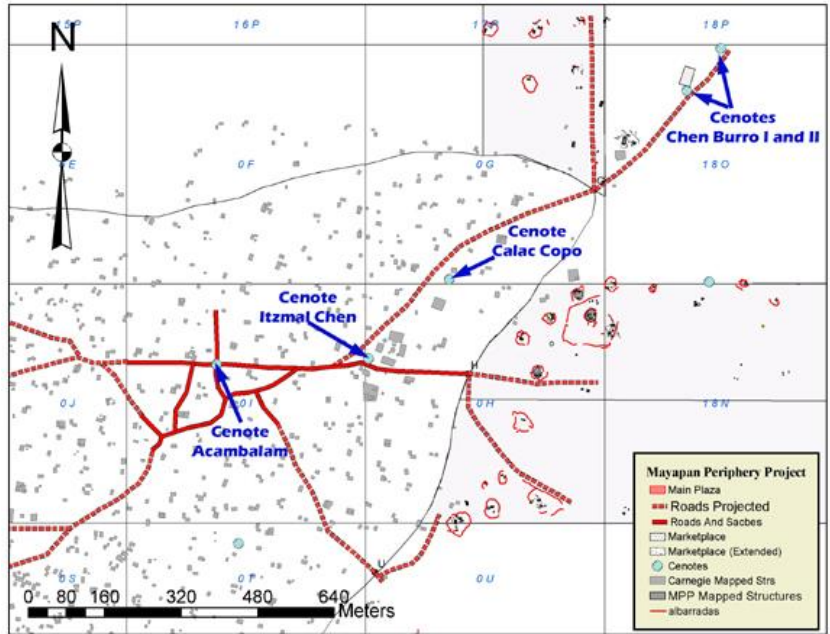 15P 16P 17P 18P
N
Cenotes
Chen Burro I and II
0E 0F 0G 18O
G
Cenote
Calac Copo
Cenote
Itzmal Chen
H
0J 0I 0H 18N
Cenote
Acambalam
U
0S 0T 0U
0 80 160 320 480 640
Meters
Mayapan Periphery Project
Main Plaza
Roads Projected
Roads And Sacbes
Marketplace
Marketplace (Extended)
Cenotes
Carnegie Mapped Strs
MPP Mapped Structures
albarradas